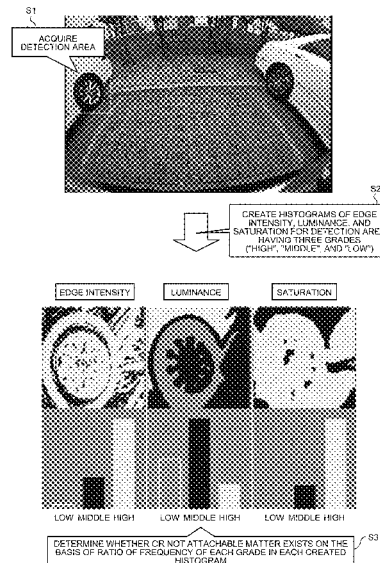 S1
ACQUIRE
DETECTION AREA
S2
CREATE HISTOGRAMS OF EDGE
INTENSITY, LUMINANCE, AND
SATURATION FOR DETECTION AREA
HAVING THREE GRADES
("HIGH", "MIDDLE", AND "LOW")
EDGE INTENSITY LUMINANCE SATURATION
LOW MIDDLE HIGH LOW MIDDLE HIGH LOW MIDDLE HIGH
DETERMINE WHETHER OR NOT ATTACHABLE MATTER EXISTS ON THE
BASIS OF RATIO OF FREQUENCY OF EACH GRADE IN EACH CREATED
HISTOGRAM
S3